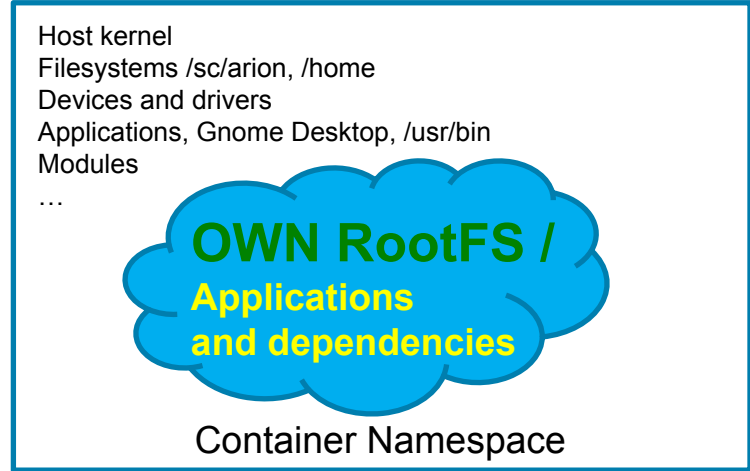 Host kernel
Filesystems /sc/arion, /home
Devices and drivers
Applications, Gnome Desktop, /usr/bin
Modules
…
OWN RootFS /
Applications
and dependencies
Container Namespace